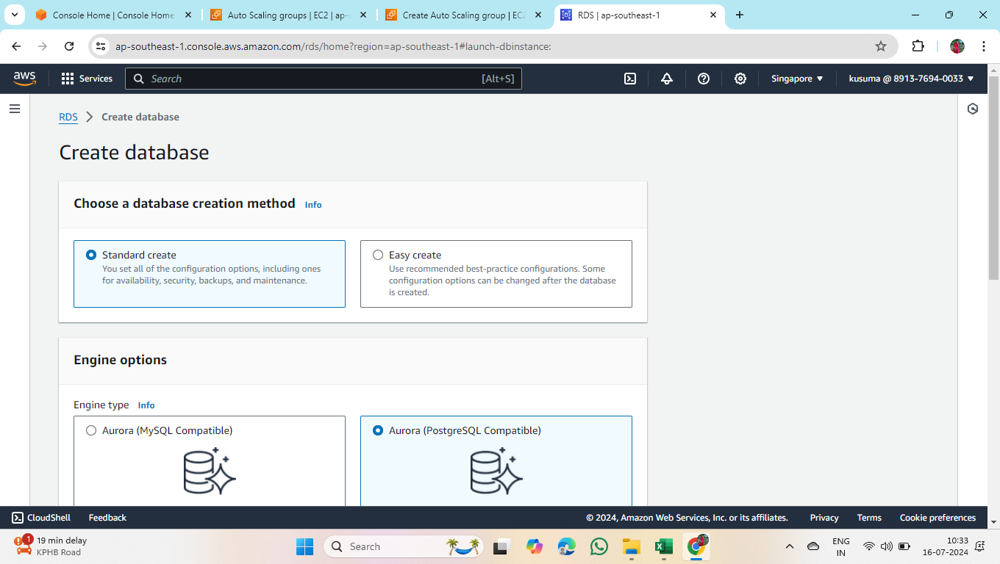 Console Home | Console Home
Auto Scaling groups | EC2 | ap-s
Create Auto Scaling group | EC2
RDS | ap-southeast-1
ap-southeast-1.console.aws.amazon.com/rds/home?region=ap-southeast-1#launch-dbinstance:
aws
Services
Search
[Alt+S]
Singapore
kusuma @ 8913-7694-0033
RDS
Create database
Create database
Choose a database creation method
Info
Standard create
You set all of the configuration options, including ones
for availability, security, backups, and maintenance.
Easy create
Use recommended best-practice configurations. Some
configuration options can be changed after the database
is created.
Engine options
Engine type
Info
Aurora (MySQL Compatible)
Aurora (PostgreSQL Compatible)
CloudShell
Feedback
© 2024, Amazon Web Services, Inc. or its affiliates.
Privacy
Terms
Cookie preferences
1
19 min delay
KPHB Road
Search
ENG
IN
10:33
16-07-2024